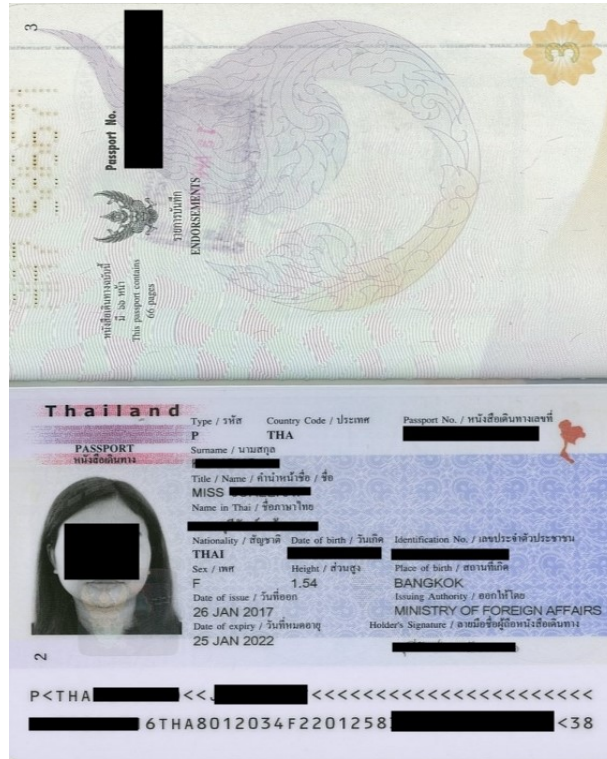 3
Passport No.
รายการบันทึก
ENDORSEMENTS
หนังสือเดินทางฉบับนี้
มี ๖๖ หน้า
This passport contains
66 pages
๓
Thailand
PASSPORT
หนังสือเดินทาง
Type / รหัส Country Code / ประเทศ Passport No. / หนังสือเดินทางเลขที่
P THA
Surname / นามสกุล
Title / Name / คำนำหน้าชื่อ / ชื่อ
MISS
Name in Thai / ชื่อภาษาไทย
Nationality / สัญชาติ Date of birth / วันเกิด Identification No. / เลขประจำตัวประชาชน
THAI
Sex / เพศ Height / ส่วนสูง Place of birth / สถานที่เกิด
F 1.54 BANGKOK
Date of issue / วันที่ออก Issuing Authority / ออกให้โดย
26 JAN 2017 MINISTRY OF FOREIGN AFFAIRS
Date of expiry / วันที่หมดอายุ Holder's Signature / ลายมือชื่อผู้ถือหนังสือเดินทาง
25 JAN 2022
2
P<THA <<J <<<<<<<<<<<<<<<<<<<<<<
6THA8012034F2201258 <38